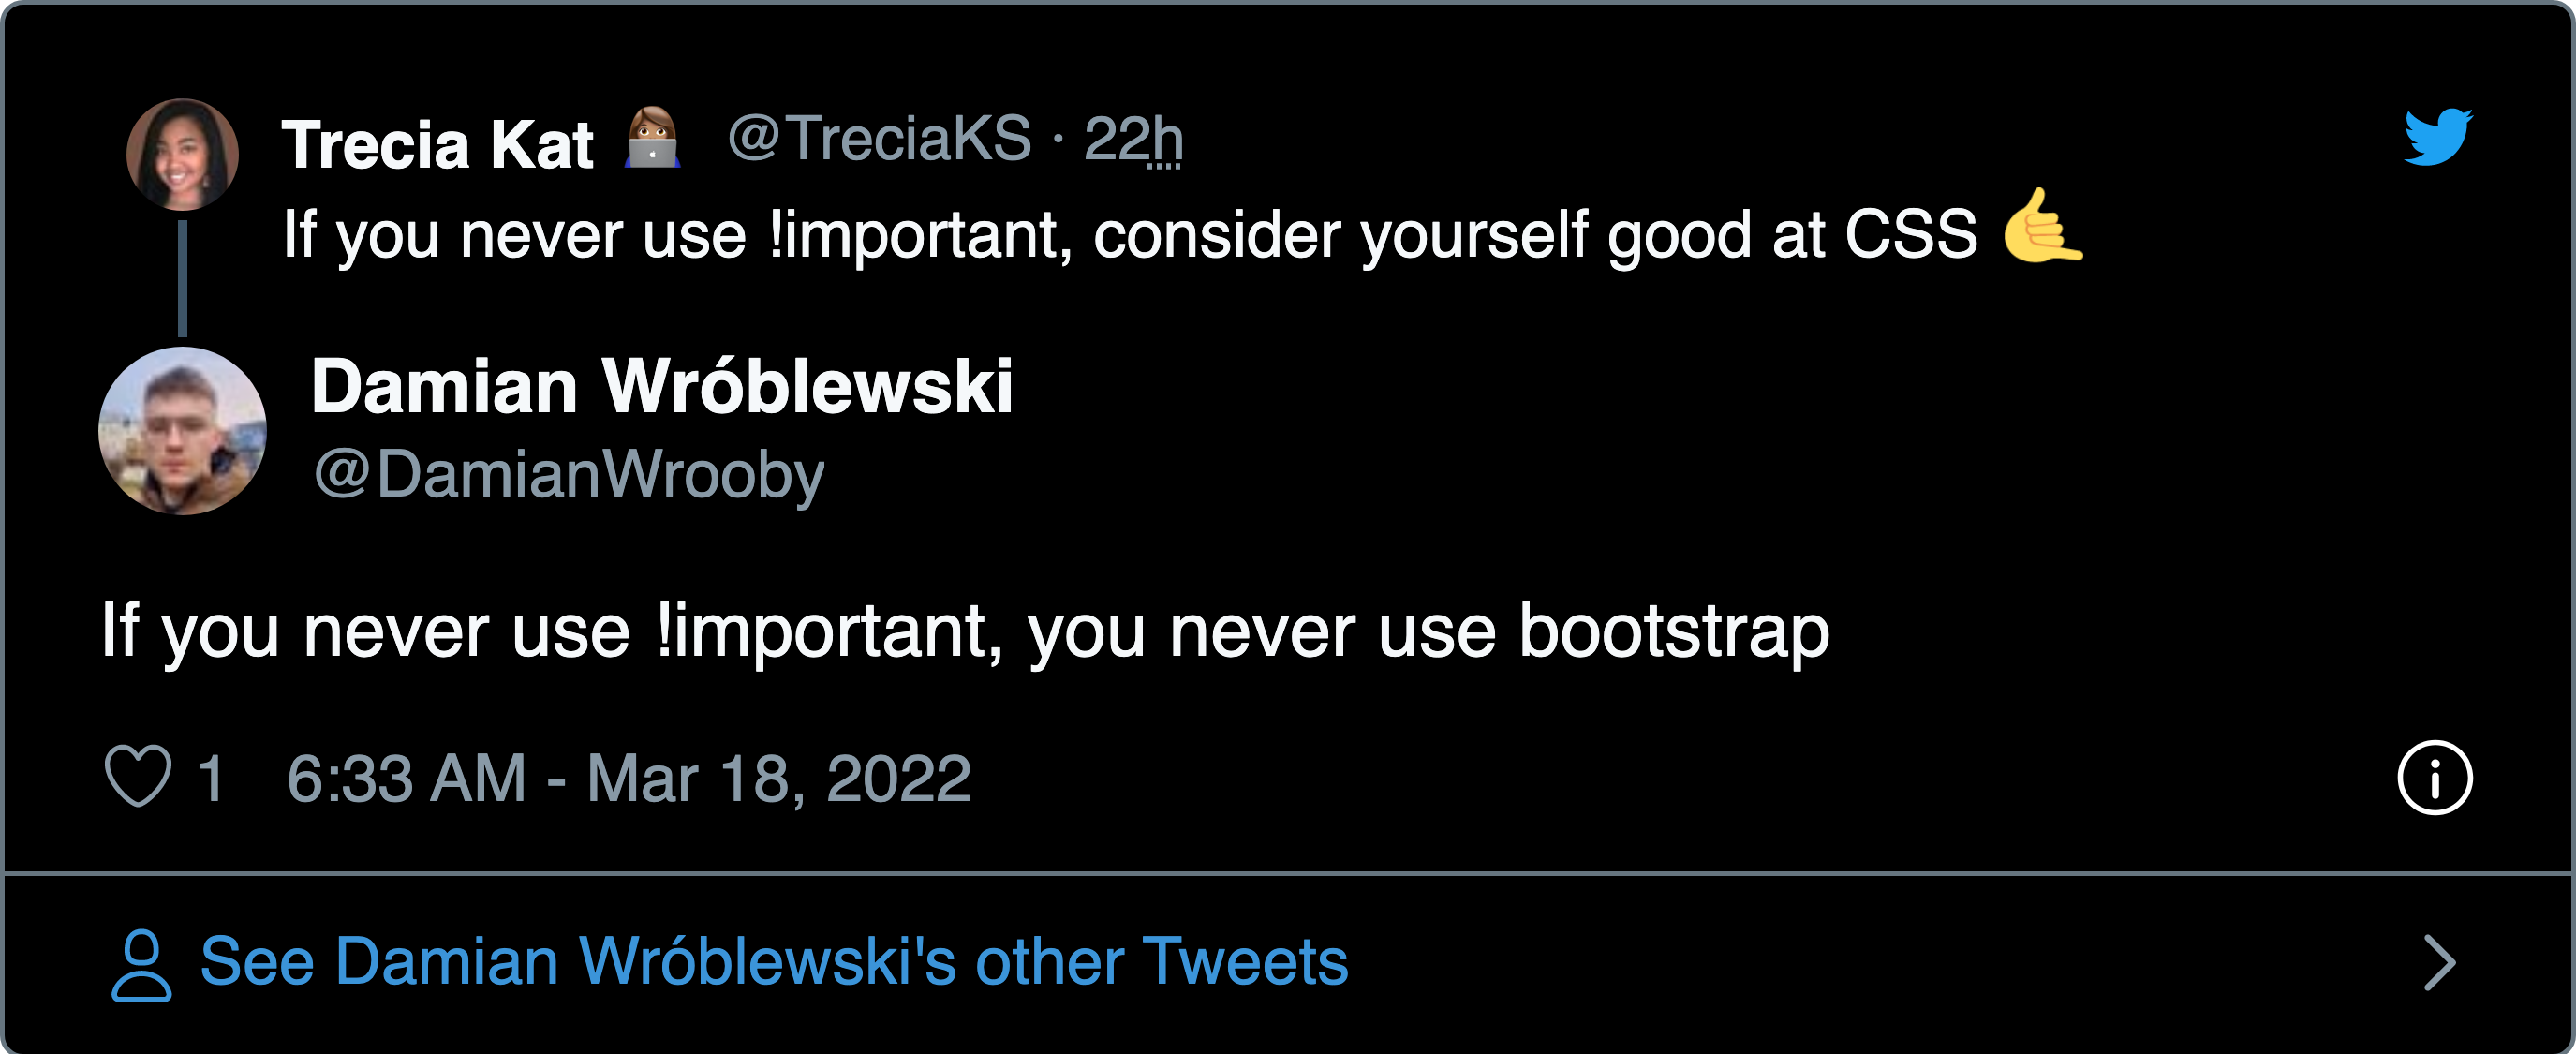 Trecia Kat 👩🏽‍💻 @TreciaKS · 22h
If you never use !important, consider yourself good at CSS 🤙
Damian Wróblewski
@DamianWrooby
If you never use !important, you never use bootstrap
1 6:33 AM - Mar 18, 2022
See Damian Wróblewski's other Tweets